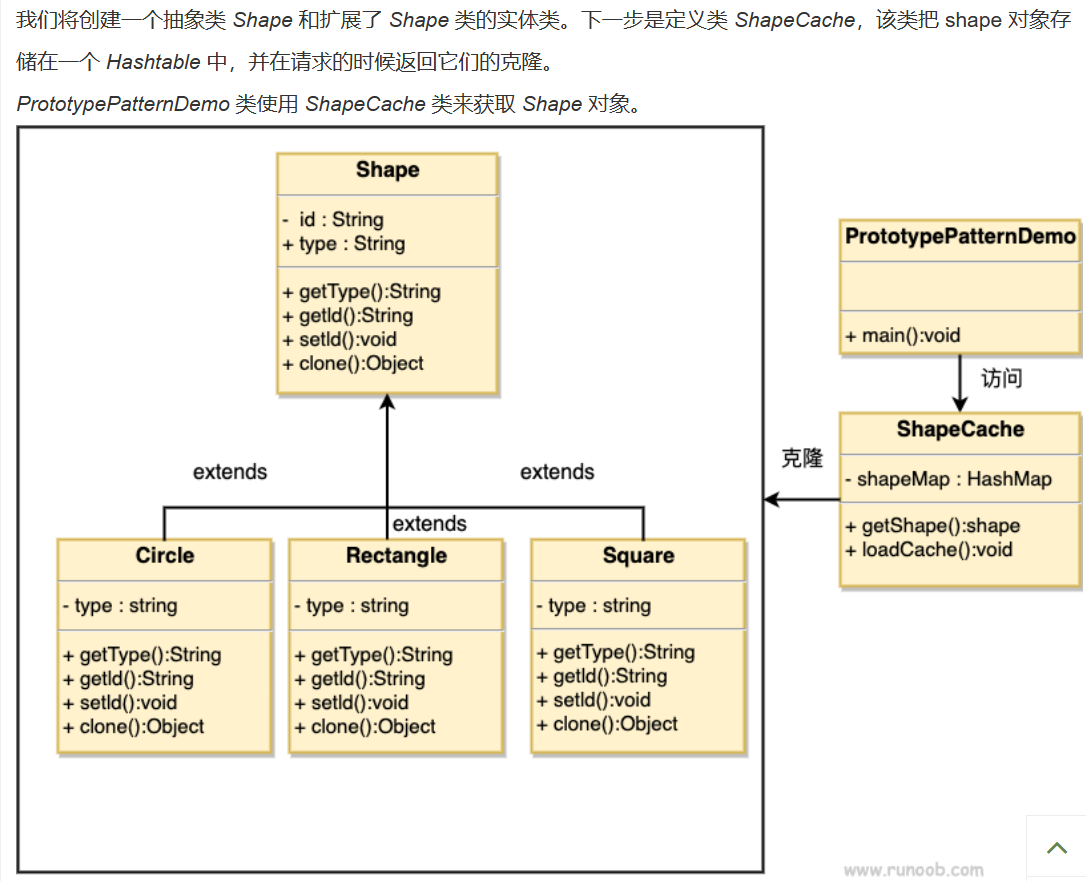 我们将创建一个抽象类 Shape 和扩展了 Shape 类的实体类。下一步是定义类 ShapeCache，该类把 shape 对象存
储在一个 Hashtable 中，并在请求的时候返回它们的克隆。
PrototypePatternDemo 类使用 ShapeCache 类来获取 Shape 对象。
Shape
- id : String
+ type : String
+ getType():String
+ getId():String
+ setId():void
+ clone():Object
PrototypePatternDemo
+ main():void
访问
ShapeCache
- shapeMap : HashMap
+ getShape():shape
+ loadCache():void
克隆
extends
extends
extends
Circle
- type : string
+ getType():String
+ getId():String
+ setId():void
+ clone():Object
Rectangle
- type : string
+ getType():String
+ getId():String
+ setId():void
+ clone():Object
Square
- type : string
+ getType():String
+ getId():String
+ setId():void
+ clone():Object
www.runoob.com